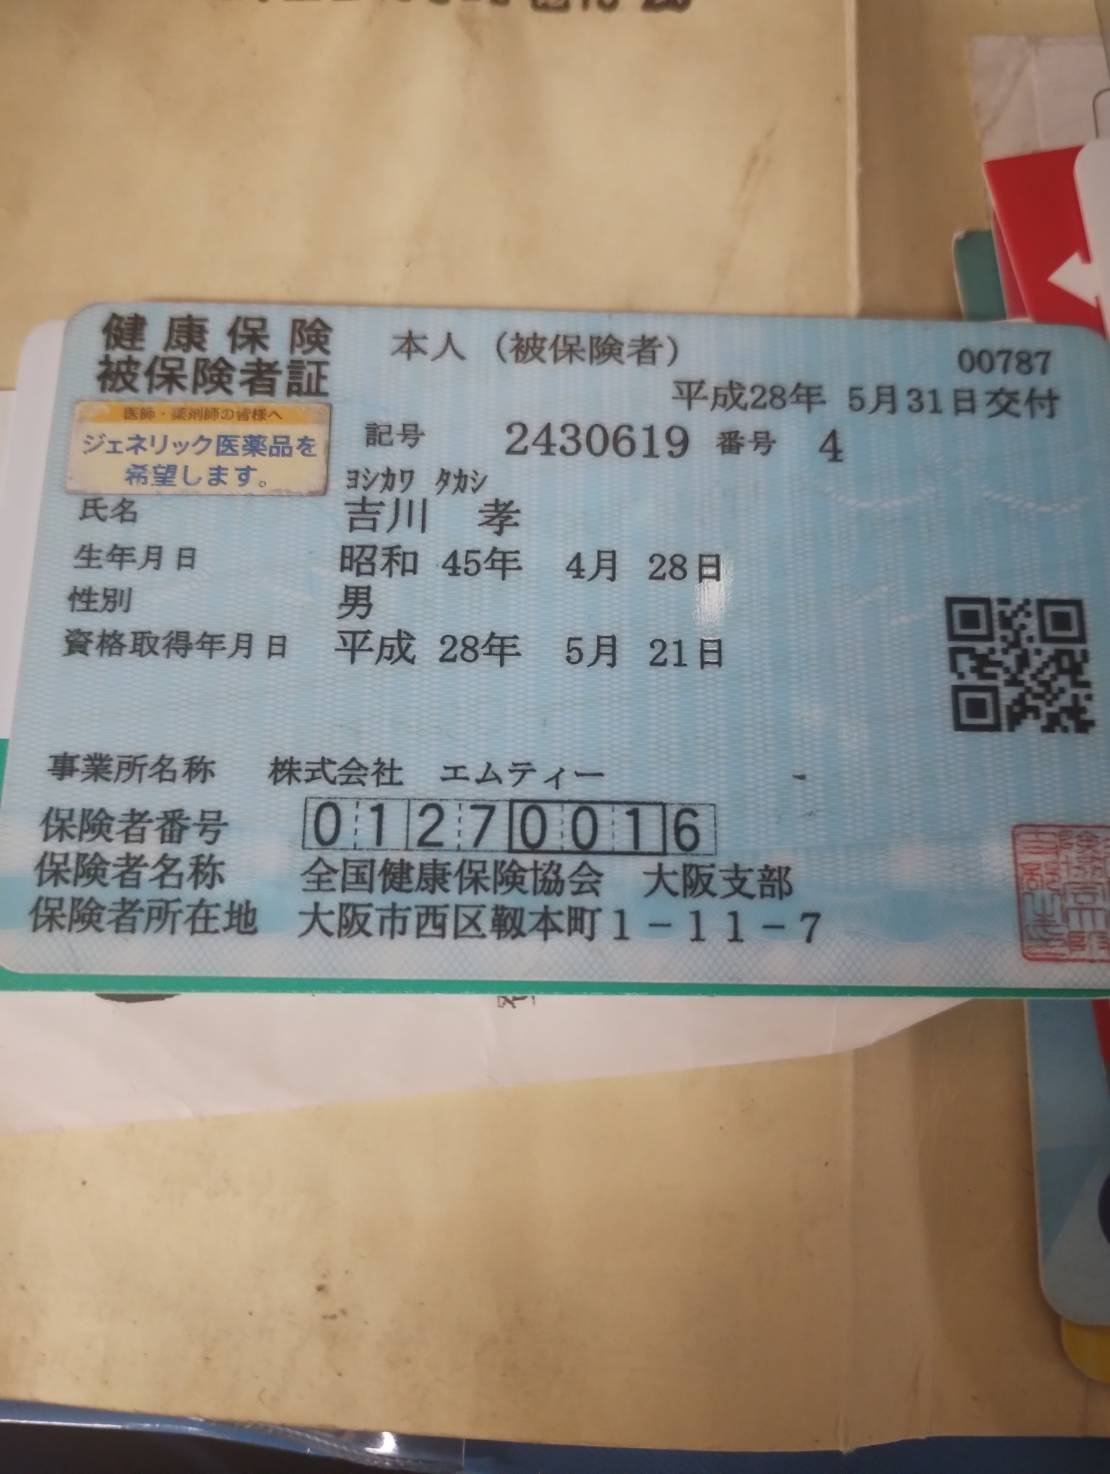 健康保険
被保険者証
本人（被保険者）
00787
平成28年 5月31日交付
医師・薬剤師の皆様へ
ジェネリック医薬品を
希望します。
記号 2430619 番号 4
ﾖｼｶﾜ ﾀｶｼ
氏名 吉川 孝
生年月日 昭和 45年 4月 28日
性別 男
資格取得年月日 平成 28年 5月 21日
事業所名称 株式会社 エムティー
保険者番号 01270016
保険者名称 全国健康保険協会 大阪支部
保険者所在地 大阪市西区靱本町1－11－7